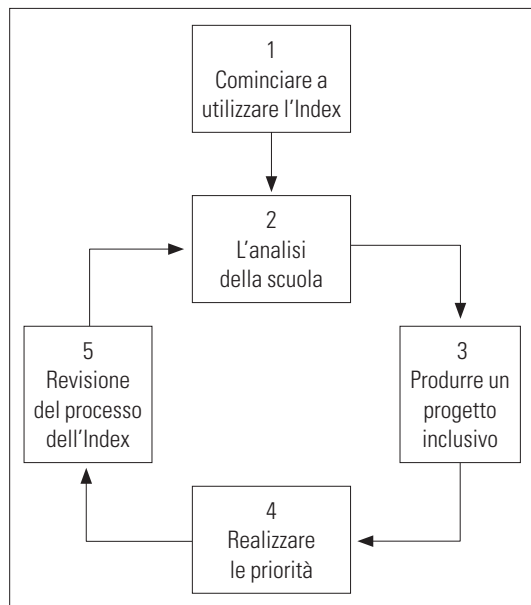 1
Cominciare a
utilizzare l’Index
2
L’analisi
della scuola
3
Produrre un
progetto
inclusivo
4
Realizzare
le priorità
5
Revisione
del processo
dell’Index